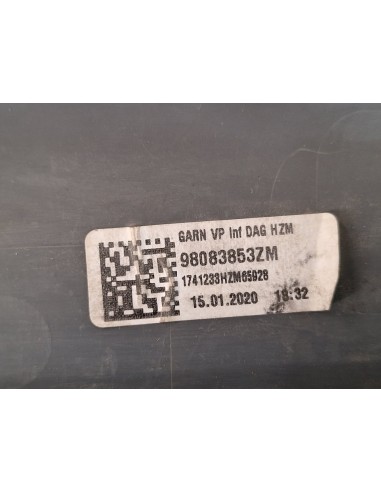 GARN VP Inf DAG HZM
98083853ZM
1741233HZM65928
15.01.2020 18:32